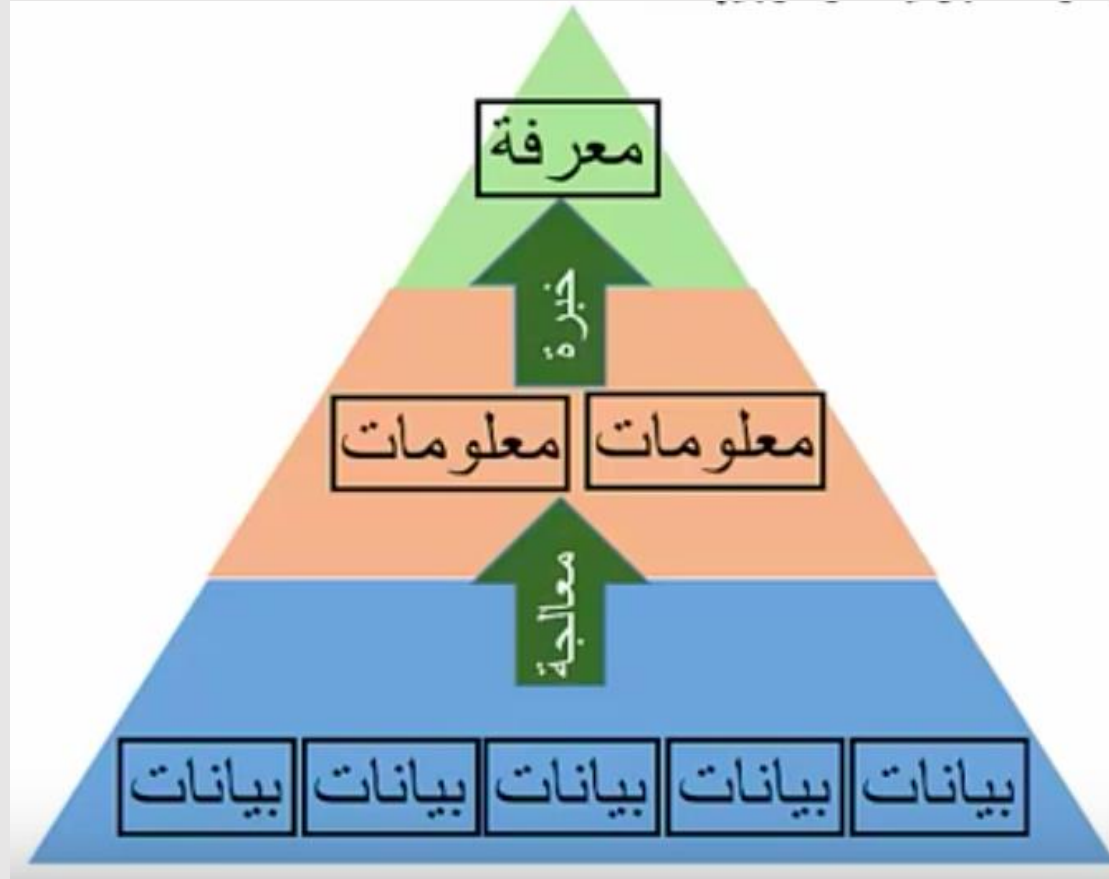 معرفة
خبرة
معلومات معلومات
معالجة
بيانات بيانات بيانات بيانات بيانات